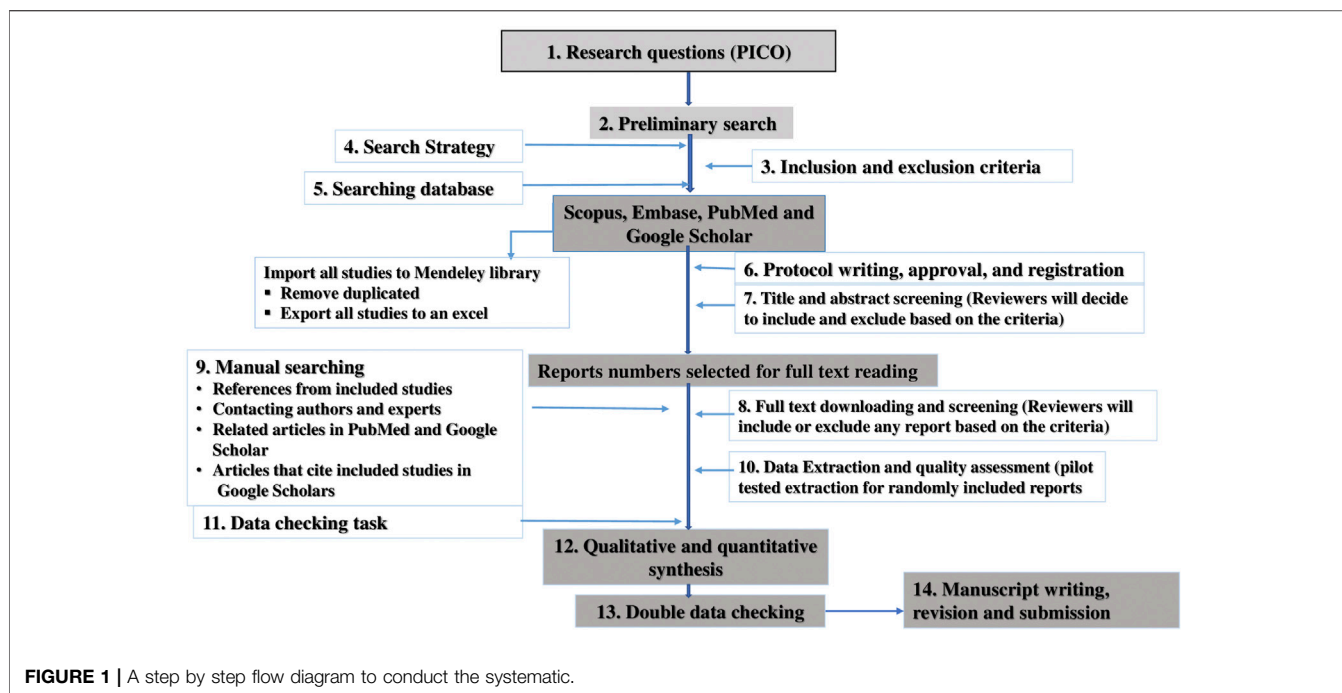 1. Research questions (PICO)
2. Preliminary search
4. Search Strategy
3. Inclusion and exclusion criteria
5. Searching database
Scopus, Embase, PubMed and
Google Scholar
Import all studies to Mendeley library
▪ Remove duplicated
▪ Export all studies to an excel
6. Protocol writing, approval, and registration
7. Title and abstract screening (Reviewers will decide
to include and exclude based on the criteria)
Reports numbers selected for full text reading
9. Manual searching
• References from included studies
• Contacting authors and experts
• Related articles in PubMed and Google
Scholar
• Articles that cite included studies in
Google Scholars
8. Full text downloading and screening (Reviewers will
include or exclude any report based on the criteria)
10. Data Extraction and quality assessment (pilot
tested extraction for randomly included reports
11. Data checking task
12. Qualitative and quantitative
synthesis
13. Double data checking
14. Manuscript writing,
revision and submission
FIGURE 1 | A step by step flow diagram to conduct the systematic.